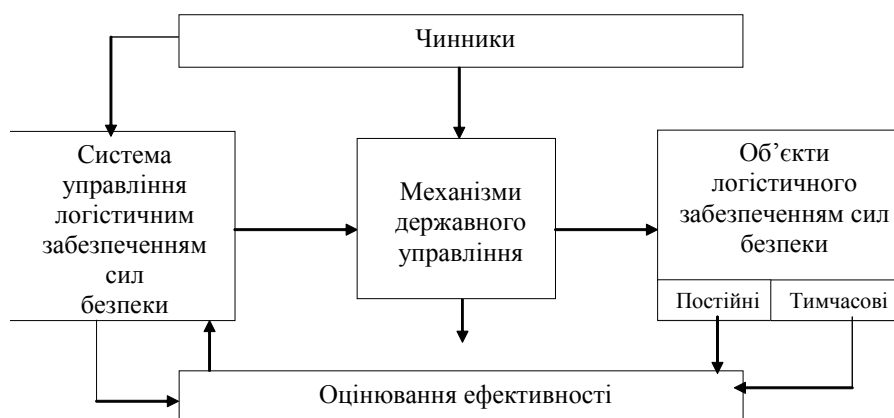 Чинники
Система
управління
логістичним
забезпеченням
сил
безпеки
Механізми
державного
управління
Об’єкти
логістичного
забезпеченням сил
безпеки
Постійні
Тимчасові
Оцінювання ефективності